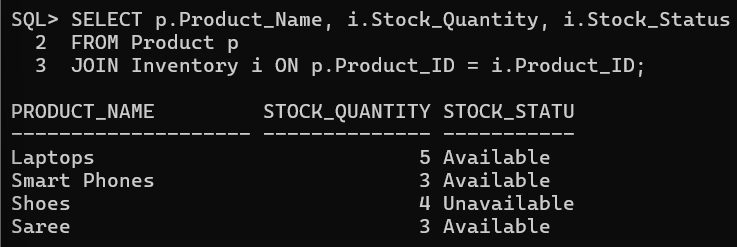 SQL> SELECT p.Product_Name, i.Stock_Quantity, i.Stock_Status
  2  FROM Product p
  3  JOIN Inventory i ON p.Product_ID = i.Product_ID;

PRODUCT_NAME         STOCK_QUANTITY STOCK_STATU
-------------------- -------------- -----------
Laptops                           5 Available
Smart Phones                      3 Available
Shoes                             4 Unavailable
Saree                             3 Available